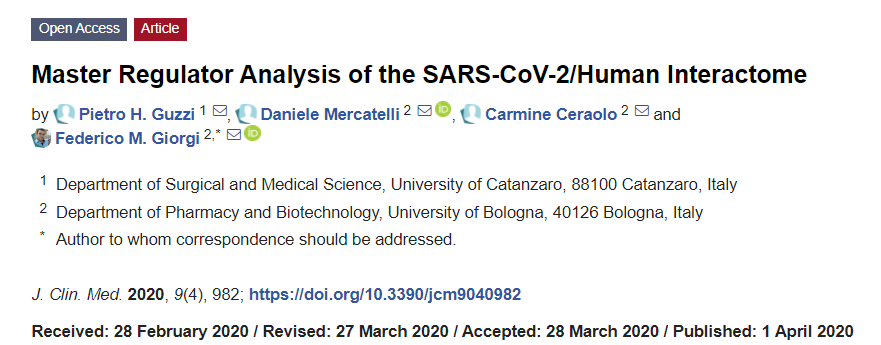 Open Access Article
Master Regulator Analysis of the SARS-CoV-2/Human Interactome
by Pietro H. Guzzi 1, Daniele Mercatelli 2 iD, Carmine Ceraolo 2 and
Federico M. Giorgi 2,* iD
1 Department of Surgical and Medical Science, University of Catanzaro, 88100 Catanzaro, Italy
2 Department of Pharmacy and Biotechnology, University of Bologna, 40126 Bologna, Italy
* Author to whom correspondence should be addressed.
J. Clin. Med. 2020, 9(4), 982; https://doi.org/10.3390/jcm9040982
Received: 28 February 2020 / Revised: 27 March 2020 / Accepted: 28 March 2020 / Published: 1 April 2020